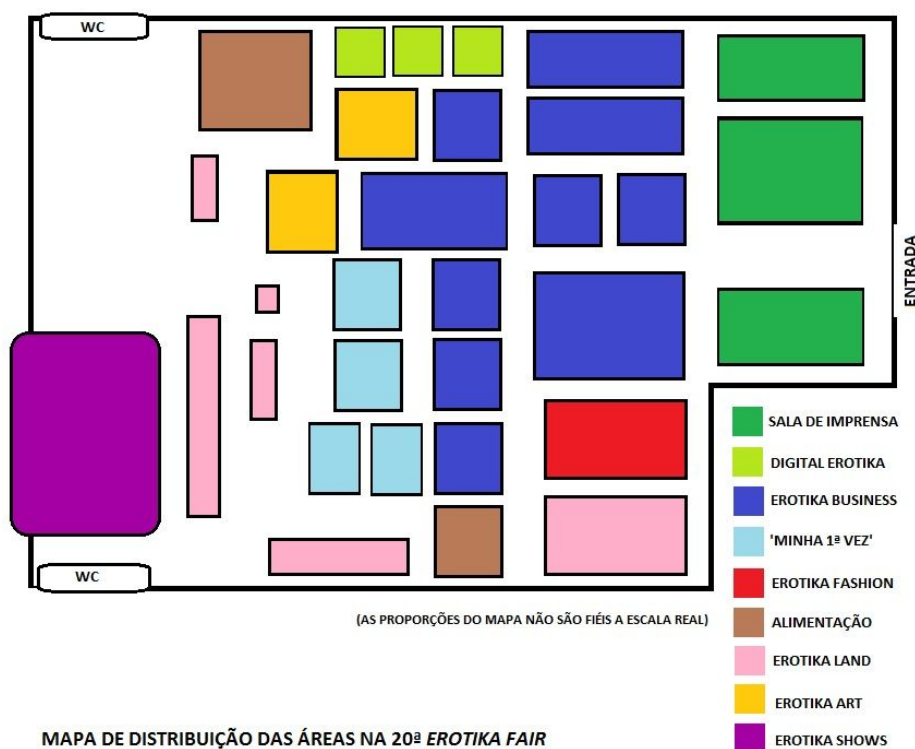 WC
ENTRADA
SALA DE IMPRENSA
DIGITAL EROTIKA
EROTIKA BUSINESS
'MINHA 1ª VEZ'
EROTIKA FASHION
ALIMENTAÇÃO
EROTIKA LAND
EROTIKA ART
EROTIKA SHOWS
WC
(AS PROPORÇÕES DO MAPA NÃO SÃO FIÉIS A ESCALA REAL)
MAPA DE DISTRIBUIÇÃO DAS ÁREAS NA 20ª EROTIKA FAIR